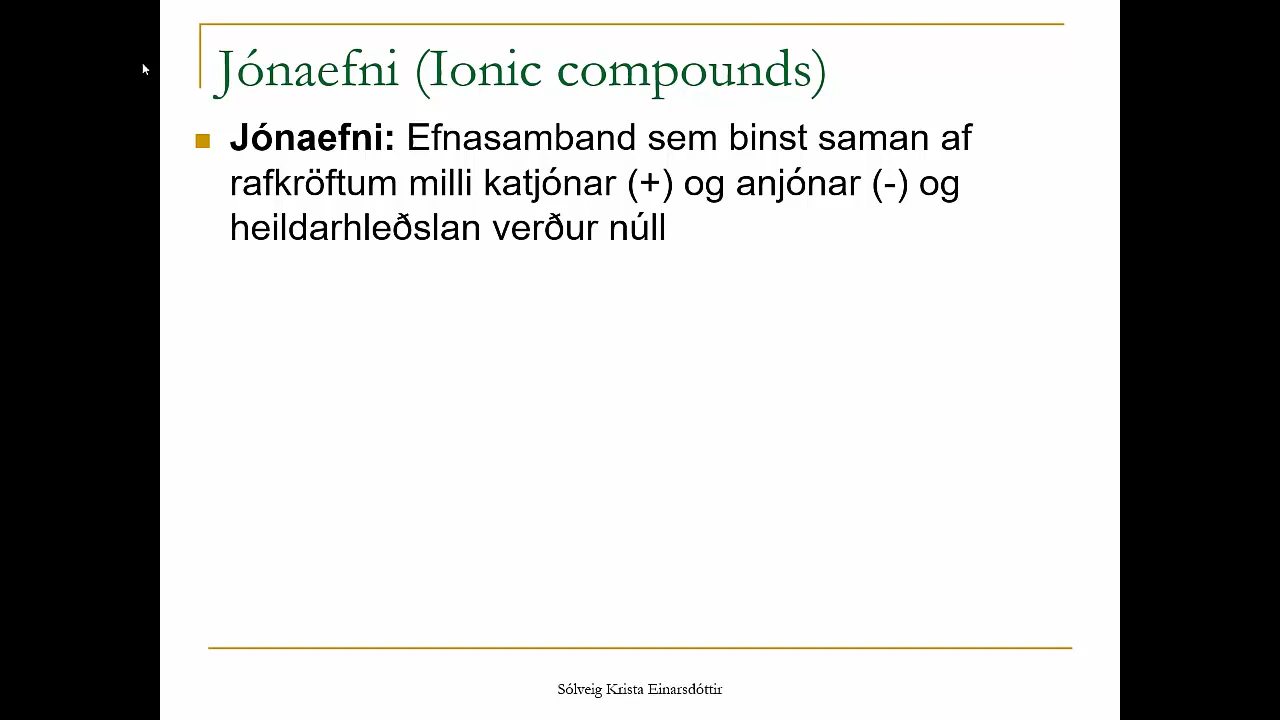 Jónaefni (Ionic compounds)
Jónaefni: Efnasamband sem binst saman af
rafkröftum milli katjónar (+) og anjónar (-) og
heildarhleðslan verður núll
Sólveig Krista Einarsdóttir